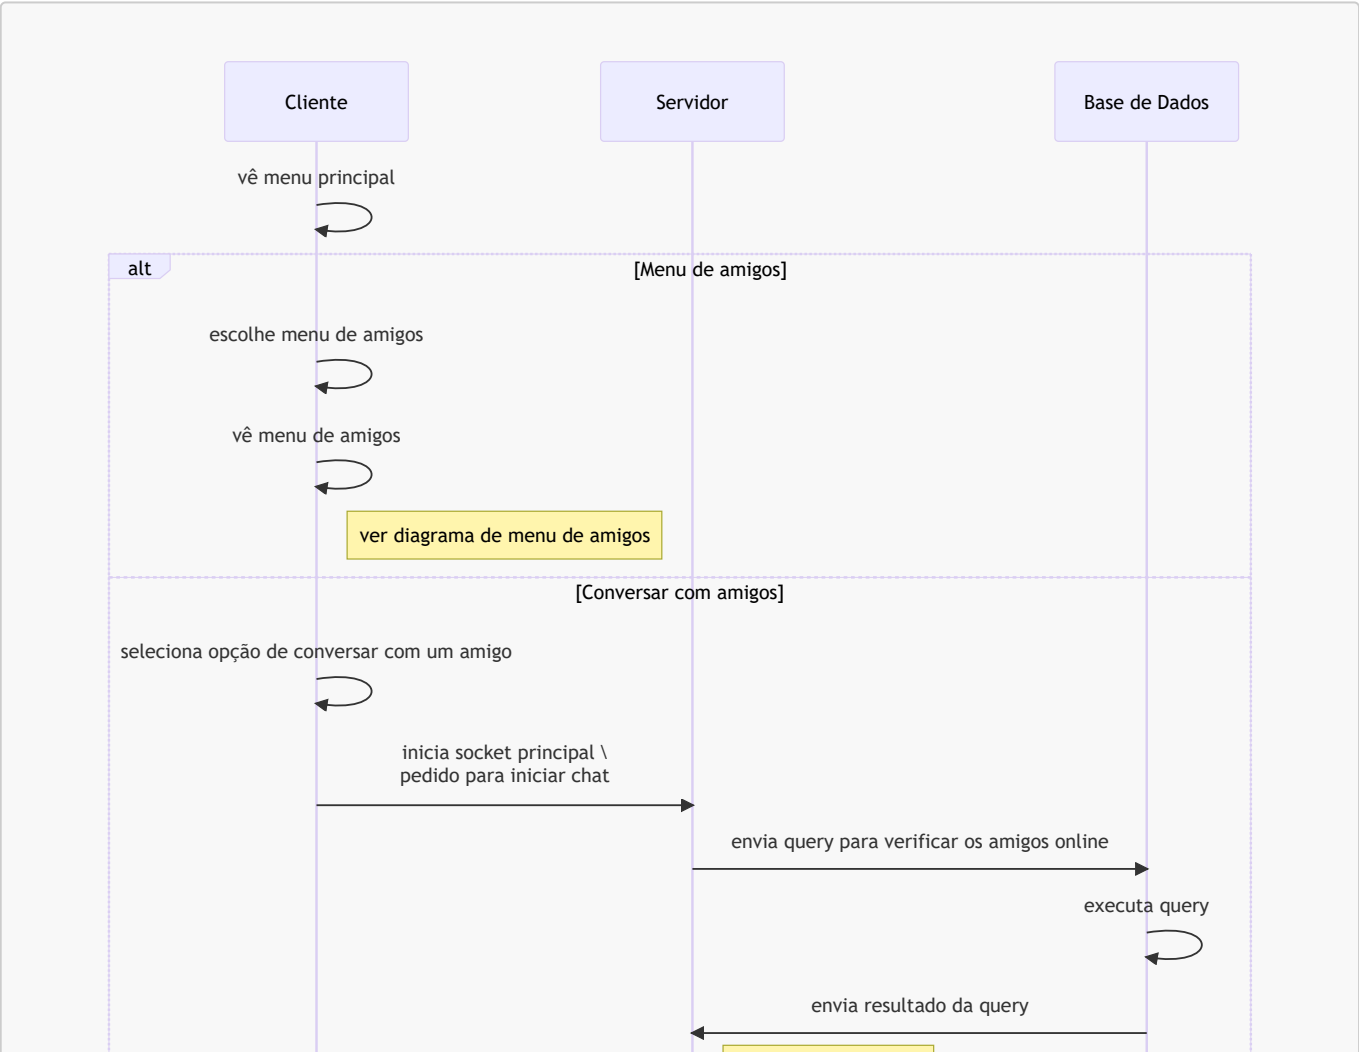 Cliente
Servidor
Base de Dados
vê menu principal
alt
[Menu de amigos]
escolhe menu de amigos
vê menu de amigos
ver diagrama de menu de amigos
[Conversar com amigos]
seleciona opção de conversar com um amigo
inicia socket principal \
pedido para iniciar chat
envia query para verificar os amigos online
executa query
envia resultado da query